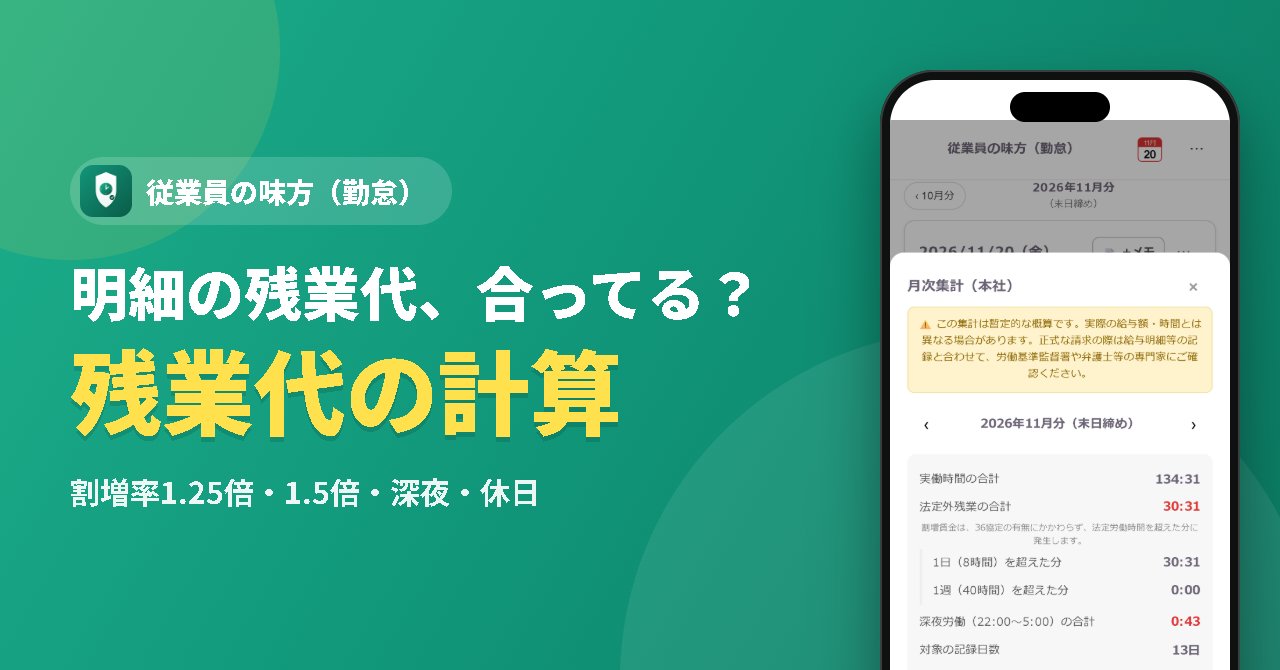 従業員の味方（勤怠）
明細の残業代、合ってる？
残業代の計算
割増率1.25倍・1.5倍・深夜・休日
従業員の味方（勤怠）
11月
20
…
‹ 10月分
2026年11月分
（末日締め）
2026/11/20（金）
+メモ
…
月次集計（本社）
×
⚠ この集計は暫定的な概算です。実際の給与額・時間とは
異なる場合があります。正式な請求の際は給与明細等の記
録と合わせて、労働基準監督署や弁護士等の専門家にご確
認ください。
‹ 2026年11月分（末日締め） ›
実働時間の合計 134:31
法定外残業の合計 30:31
割増賃金は、36協定の有無にかかわらず、法定労働時間を超えた分に
発生します。
1日（8時間）を超えた分 30:31
1週（40時間）を超えた分 0:00
深夜労働（22:00〜5:00）の合計 0:43
対象の記録日数 13日